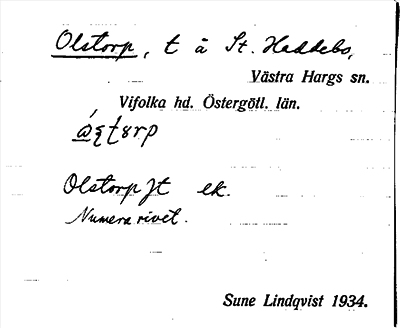 Olstorp, t å St. Haddebo,
Västra Hargs sn.
Vifolka hd. Östergötl. län.
Olstorp Jt ek.
Numera rivet.
Sune Lindqvist 1934.